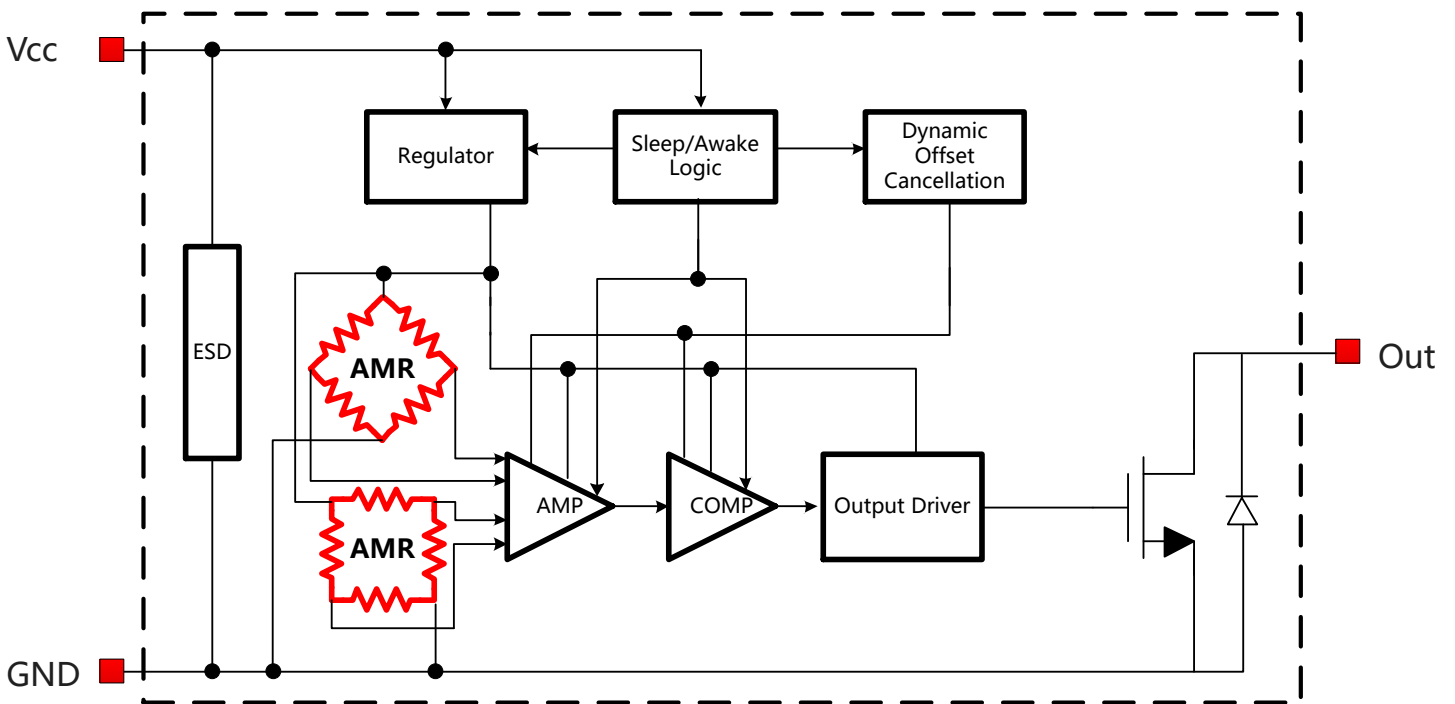 Vcc
Regulator
Sleep/Awake
Logic
Dynamic
Offset
Cancellation
ESD
AMR
Out
AMP
COMP
Output Driver
AMR
GND